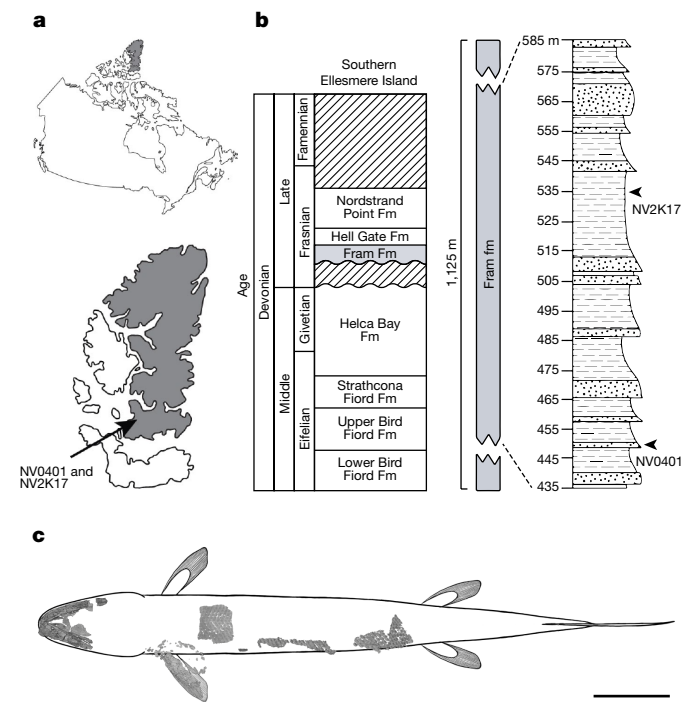 a
NV0401 and
NV2K17
b
Southern
Ellesmere Island
Age
Devonian
Late
Middle
Famennian
Frasnian
Givetian
Eifelian
Nordstrand
Point Fm
Hell Gate Fm
Fram Fm
Helca Bay
Fm
Strathcona
Fiord Fm
Upper Bird
Fiord Fm
Lower Bird
Fiord Fm
1,125 m
Fram fm
585 m
575
565
555
545
535
525
515
505
495
485
475
465
455
445
435
NV2K17
NV0401
c